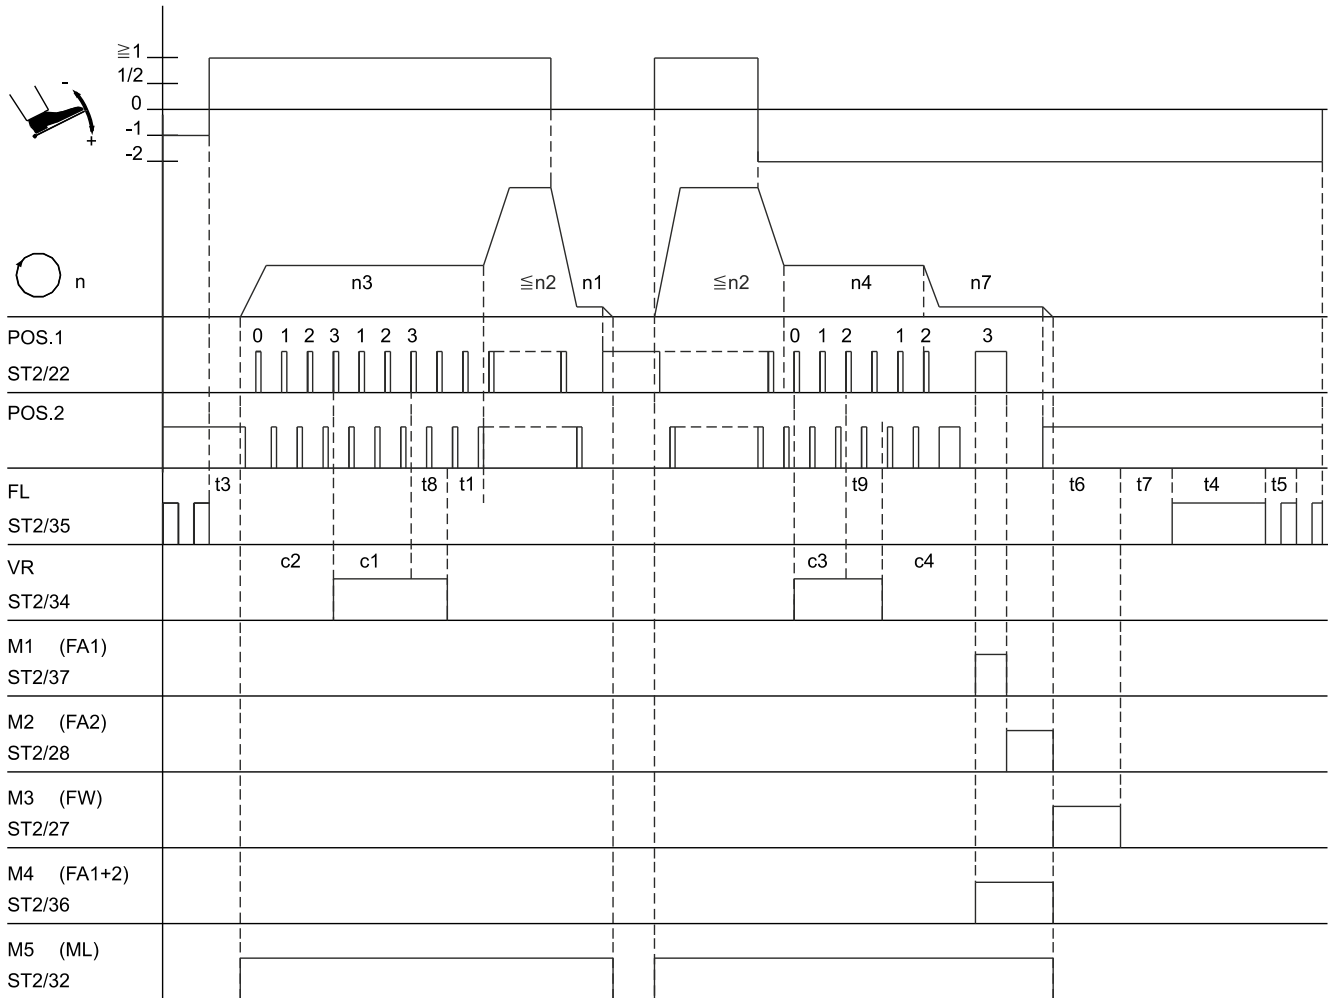 ≧1
1/2
0
-1
-2
-
+
n
n3
≦n2
n1
≦n2
n4
n7
POS.1
ST2/22
0 1 2 3 1 2 3
0 1 2 1 2 3
POS.2
FL
ST2/35
t3
t8
t1
t9
t6
t7
t4
t5
VR
ST2/34
c2
c1
c3
c4
M1 (FA1)
ST2/37
M2 (FA2)
ST2/28
M3 (FW)
ST2/27
M4 (FA1+2)
ST2/36
M5 (ML)
ST2/32